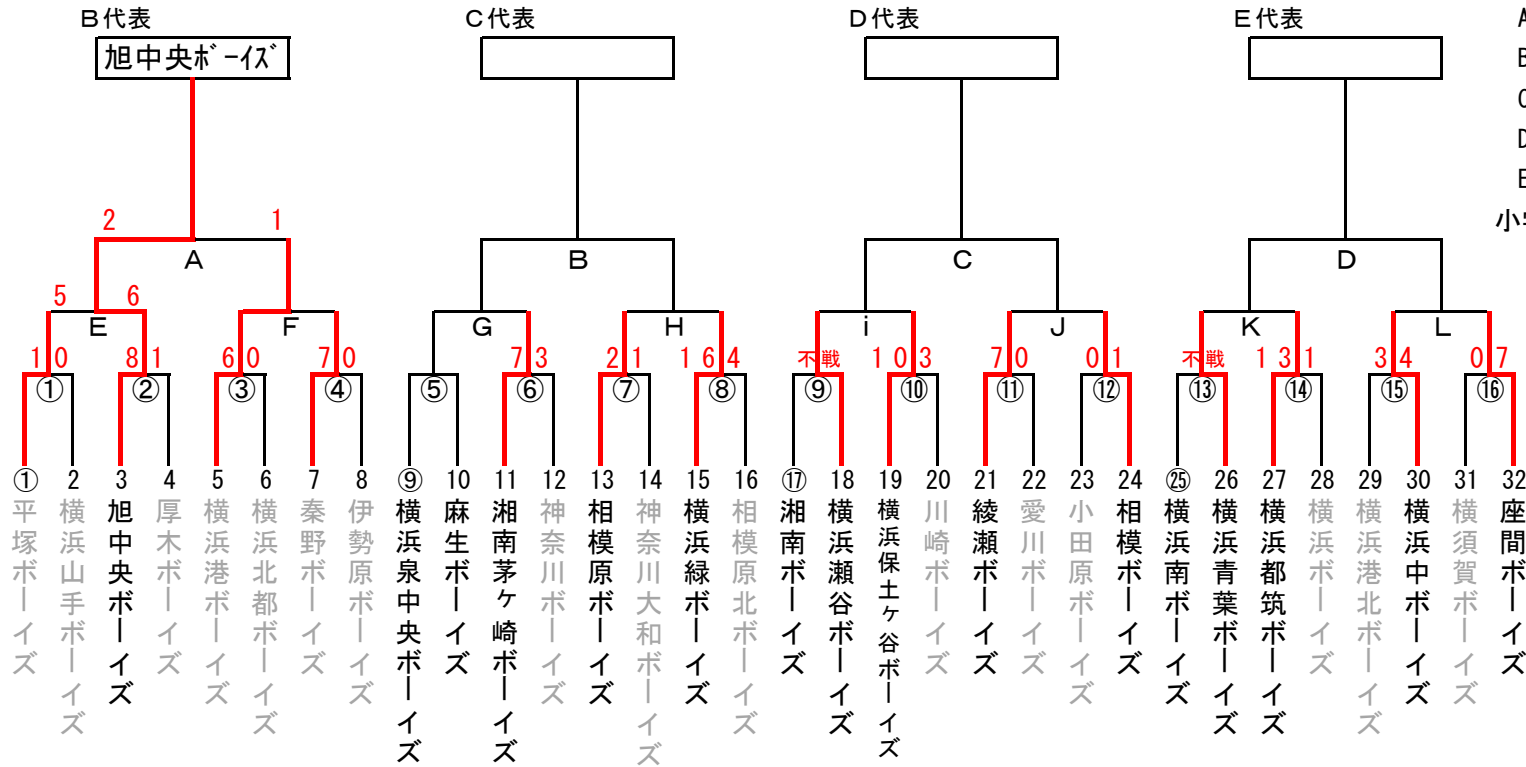 B代表
C代表
D代表
E代表
A
B
C
D
E
旭中央ボーイズ
2 1
A
B
C
D
5 6
E
F
G
H
i
J
K
L
1 0
8 1
6 0
7 0
7 3
2 1
1 6 4
不戦
1 0 3
7 0
0 1
不戦
1 3 1
3 4
0 7
①
②
③
④
⑤
⑥
⑦
⑧
⑨
⑩
⑪
⑫
⑬
⑭
⑮
⑯
① 平塚ボーイズ
2 横浜山手ボーイズ
3 旭中央ボーイズ
4 厚木ボーイズ
5 横浜港ボーイズ
6 横浜北都ボーイズ
7 秦野ボーイズ
8 伊勢原ボーイズ
⑨ 横浜泉中央ボーイズ
10 麻生ボーイズ
11 湘南茅ヶ崎ボーイズ
12 神奈川ボーイズ
13 相模原ボーイズ
14 神奈川大和ボーイズ
15 横浜緑ボーイズ
16 相模原北ボーイズ
⑰ 湘南ボーイズ
18 横浜瀬谷ボーイズ
19 横浜保土ヶ谷ボーイズ
20 川崎ボーイズ
21 綾瀬ボーイズ
22 愛川ボーイズ
23 小田原ボーイズ
24 相模ボーイズ
㉕ 横浜南ボーイズ
26 横浜青葉ボーイズ
27 横浜都筑ボーイズ
28 横浜ボーイズ
29 横浜港北ボーイズ
30 横浜中ボーイズ
31 横須賀ボーイズ
32 座間ボーイズ